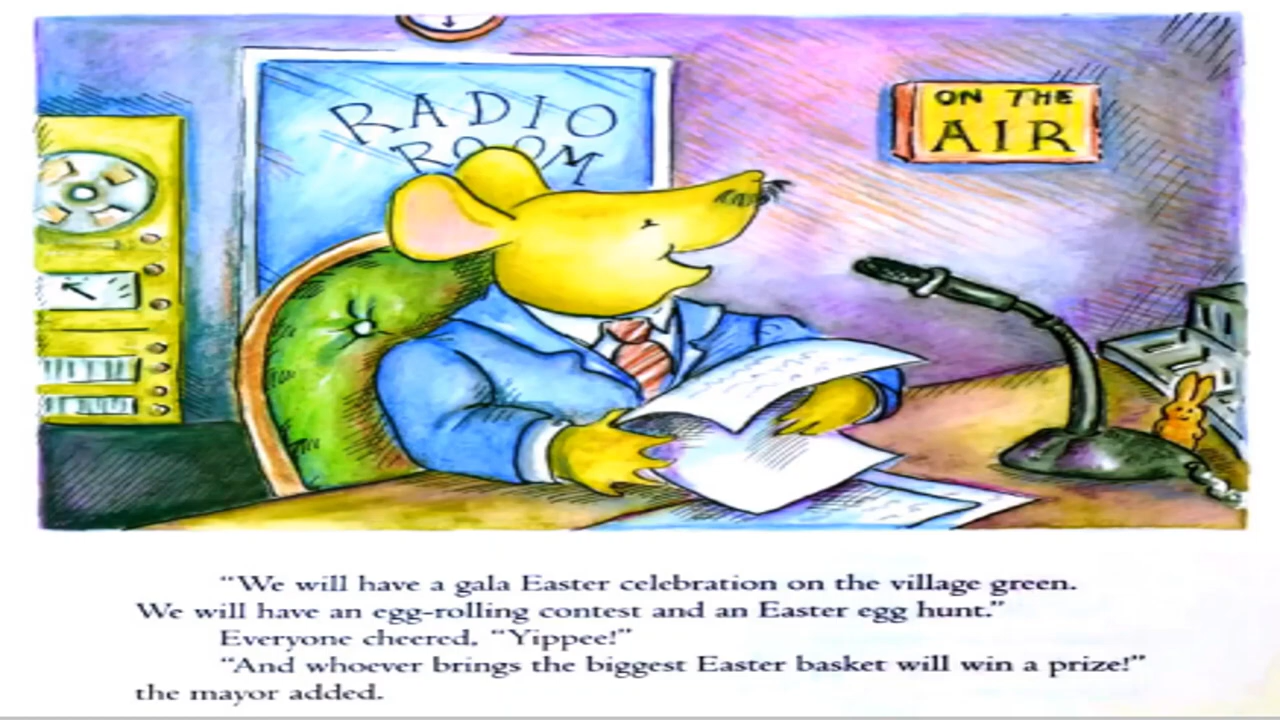 RADIO
ROOM
ON THE
AIR
“We will have a gala Easter celebration on the village green.
We will have an egg-rolling contest and an Easter egg hunt.”
Everyone cheered, “Yippee!”
“And whoever brings the biggest Easter basket will win a prize!”
the mayor added.